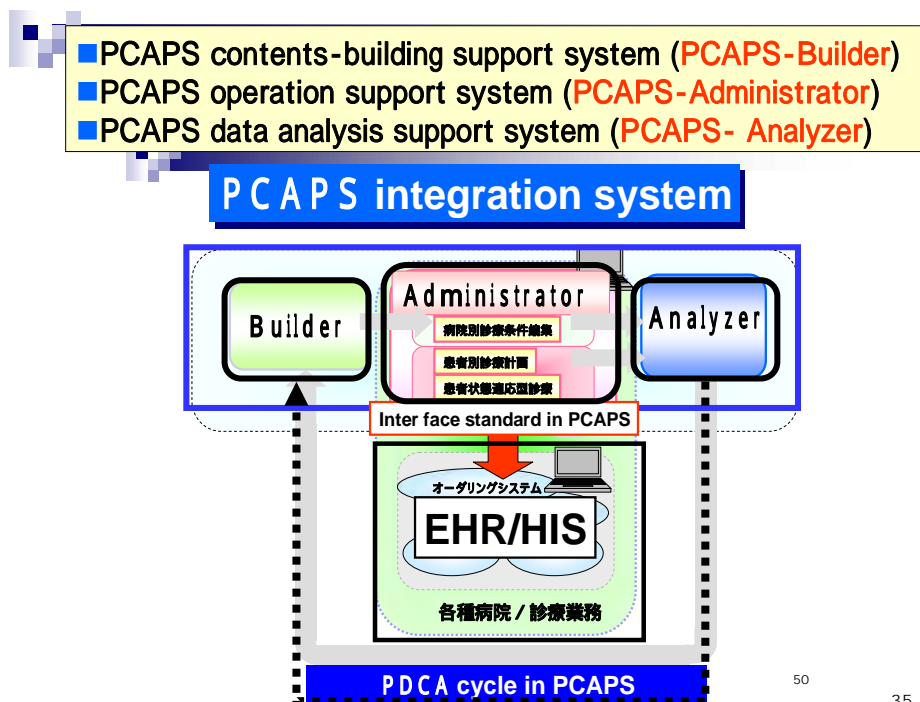 PCAPS contents-building support system (PCAPS-Builder)
PCAPS operation support system (PCAPS-Administrator)
PCAPS data analysis support system (PCAPS- Analyzer)
PCAPS integration system
Administrator
Builder
Analyzer
病院別診療条件編集
患者別診療計画
患者状態適応型診療
Inter face standard in PCAPS
オーダリングシステム
EHR/HIS
各種病院/診療業務
PDCA cycle in PCAPS
50
35